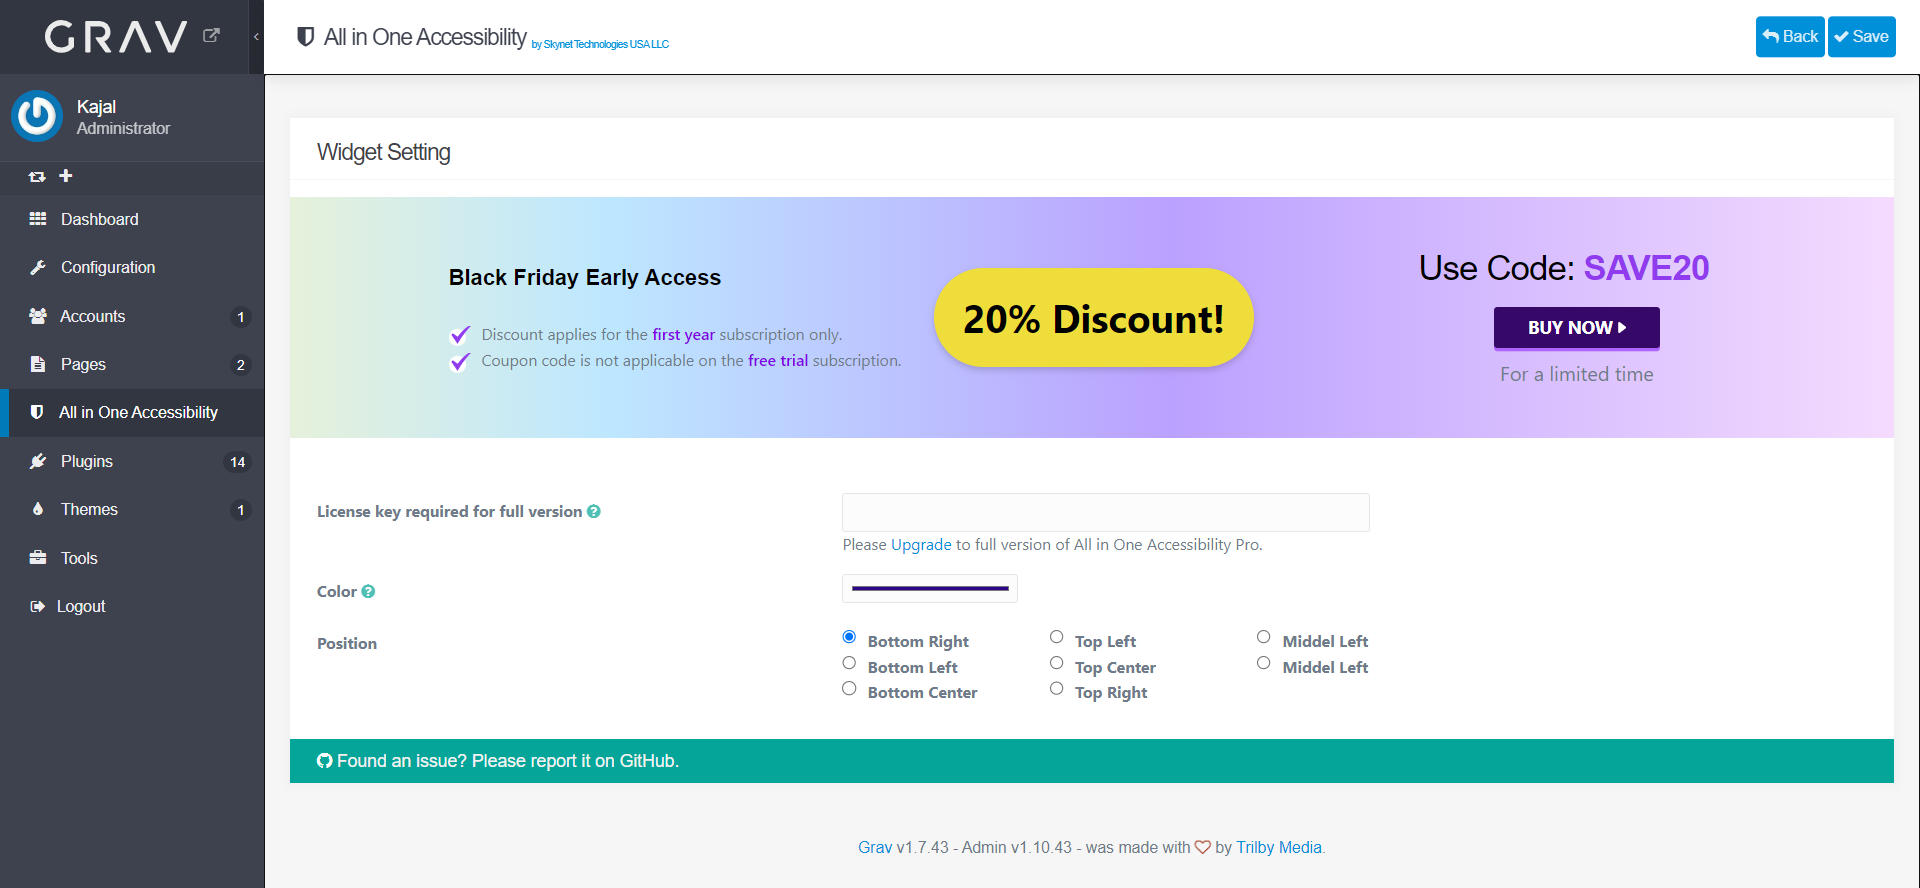 GRAV
All in One Accessibility by Skynet Technologies USA LLC
Back
Save
Kajal
Administrator
Dashboard
Configuration
Accounts 1
Pages 2
All in One Accessibility
Plugins 14
Themes 1
Tools
Logout
Widget Setting
Black Friday Early Access
Discount applies for the first year subscription only.
Coupon code is not applicable on the free trial subscription.
20% Discount!
Use Code: SAVE20
BUY NOW
For a limited time
License key required for full version
Please Upgrade to full version of All in One Accessibility Pro.
Color
Position
Bottom Right Top Left Middel Left
Bottom Left Top Center Middel Left
Bottom Center Top Right
Found an issue? Please report it on GitHub.
Grav v1.7.43 - Admin v1.10.43 - was made with by Trilby Media.